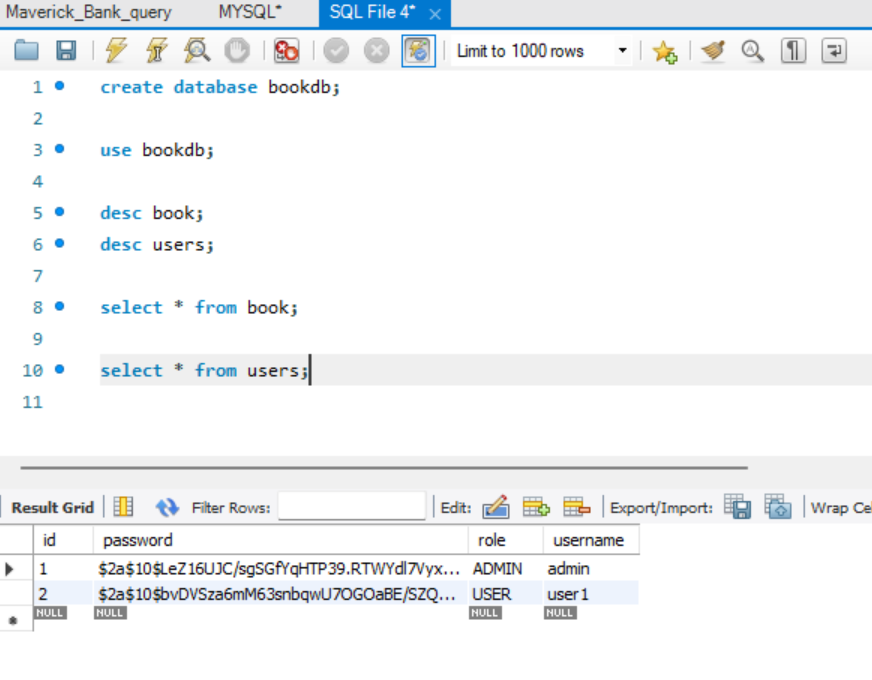 Maverick_Bank_query MYSQL* SQL File 4* ×
Limit to 1000 rows
1 create database bookdb;
2
3 use bookdb;
4
5 desc book;
6 desc users;
7
8 select * from book;
9
10 select * from users;
11
Result Grid Filter Rows: Edit: Export/Import: Wrap Ce
id password role username
1 $2a$10$LeZ16UJC/sgSGfYqHTP39.RTWYdl7Vyx... ADMIN admin
2 $2a$10$bvDVSza6mM63snbqwU7OGOaBE/SZQ... USER user1
NULL NULL NULL NULL